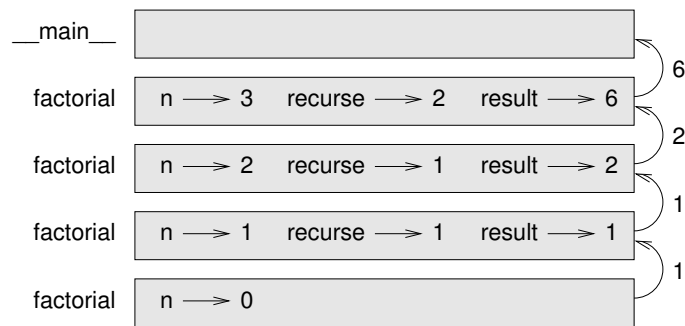 __main__
6
factorial n 3 recurse 2 result 6
2
factorial n 2 recurse 1 result 2
1
factorial n 1 recurse 1 result 1
1
factorial n 0